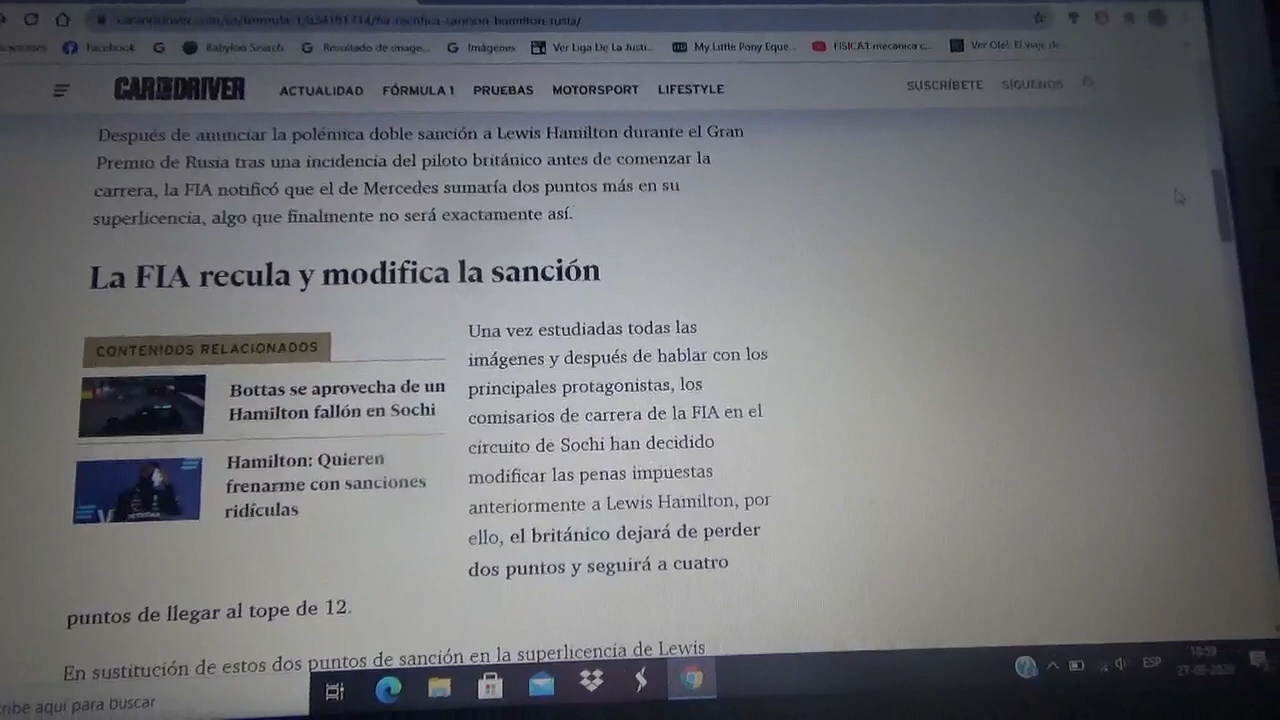 Facebook
Babylon Search
Resultado de image...
Imágenes
Ver Liga De La Justi...
My Little Pony Eque...
FISICA1 mecanica c...
CAR AND DRIVER
ACTUALIDAD
FÓRMULA 1
PRUEBAS
MOTORSPORT
LIFESTYLE
SUSCRÍBETE
SÍGUENOS
Después de anunciar la polémica doble sanción a Lewis Hamilton durante el Gran
Premio de Rusia tras una incidencia del piloto británico antes de comenzar la
carrera, la FIA notificó que el de Mercedes sumaría dos puntos más en su
superlicencia, algo que finalmente no será exactamente así.
La FIA recula y modifica la sanción
CONTENIDOS RELACIONADOS
Bottas se aprovecha de un
Hamilton fallón en Sochi
Hamilton: Quieren
frenarme con sanciones
ridículas
Una vez estudiadas todas las
imágenes y después de hablar con los
principales protagonistas, los
comisarios de carrera de la FIA en el
circuito de Sochi han decidido
modificar las penas impuestas
anteriormente a Lewis Hamilton, por
ello, el británico dejará de perder
dos puntos y seguirá a cuatro
puntos de llegar al tope de 12.
En sustitución de estos dos puntos de sanción en la superlicencia de Lewis
ribe aquí para buscar
ESP